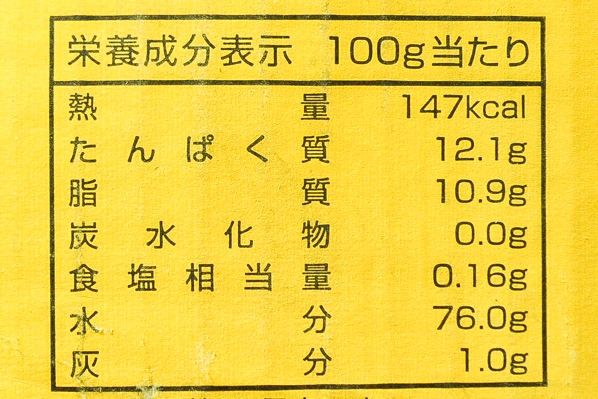 栄養成分表示 100g当たり
熱量 147kcal
たんぱく質 12.1g
脂質 10.9g
炭水化物 0.0g
食塩相当量 0.16g
水分 76.0g
灰分 1.0g